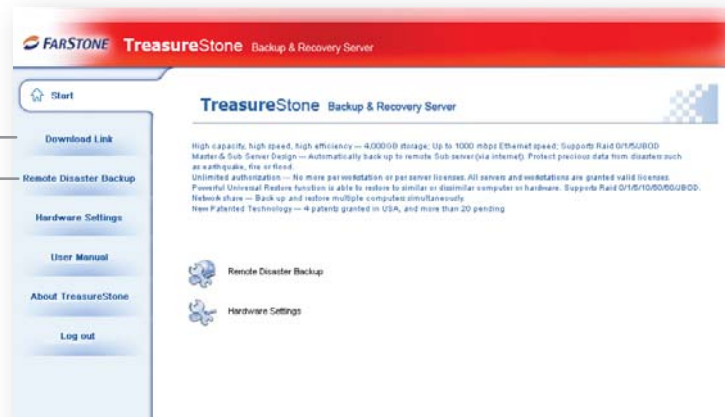 FARSTONE TreasureStone Backup & Recovery Server
Start
Download Link
Remote Disaster Backup
Hardware Settings
User Manual
About TreasureStone
Log out
TreasureStone Backup & Recovery Server
High capacity, high speed, high efficiency — 4,000GB storage; Up to 1000 mbps Ethernet speed; Supports Raid 0/1/5/JBOD
Master & Sub Server Design — Automatically back up to remote Sub server(via internet). Protect precious data from disasters such
as earthquake, fire or flood.
Unlimited authorization — No more per workstation or per server licenses. All servers and workstations are granted valid licenses.
Powerful Universal Restore function is able to restore to similar or dissimilar computer or hardware. Supports Raid 0/1/5/10/50/60/JBOD.
Network share — Back up and restore multiple computers simultaneously.
New Patented Technology — 4 patents granted in USA, and more than 20 pending
Remote Disaster Backup
Hardware Settings